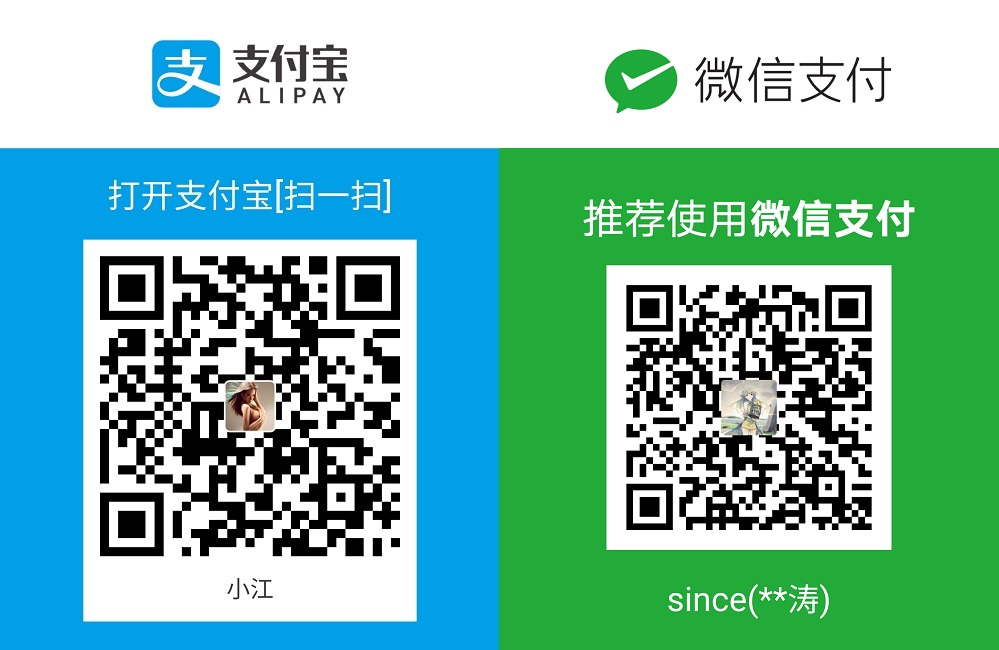 支付宝
ALIPAY
微信支付
打开支付宝[扫一扫]
小江
推荐使用微信支付
since(**涛)